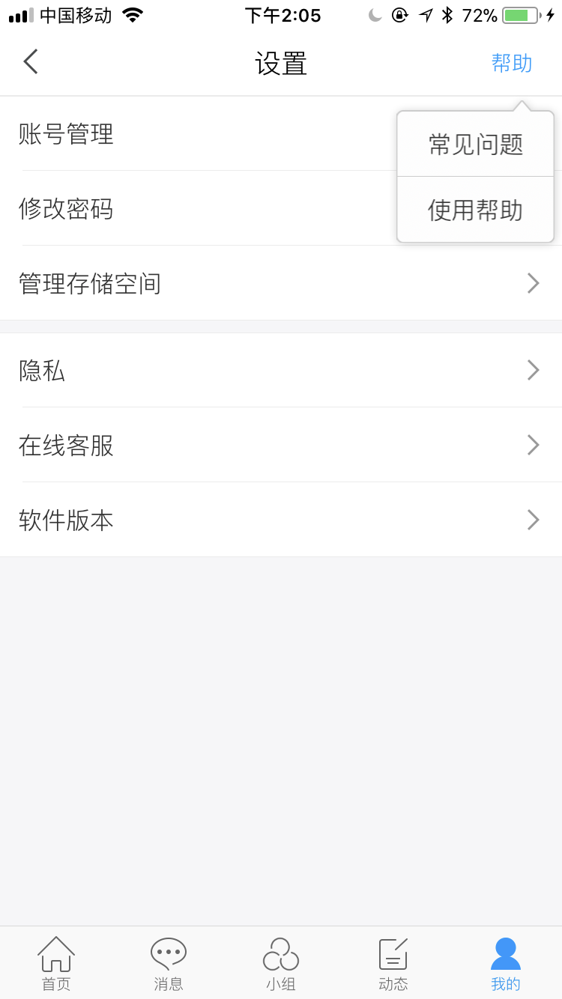 中国移动 下午2:05 72%
设置 帮助
账号管理
常见问题
修改密码
使用帮助
管理存储空间
隐私
在线客服
软件版本
首页 消息 小组 动态 我的